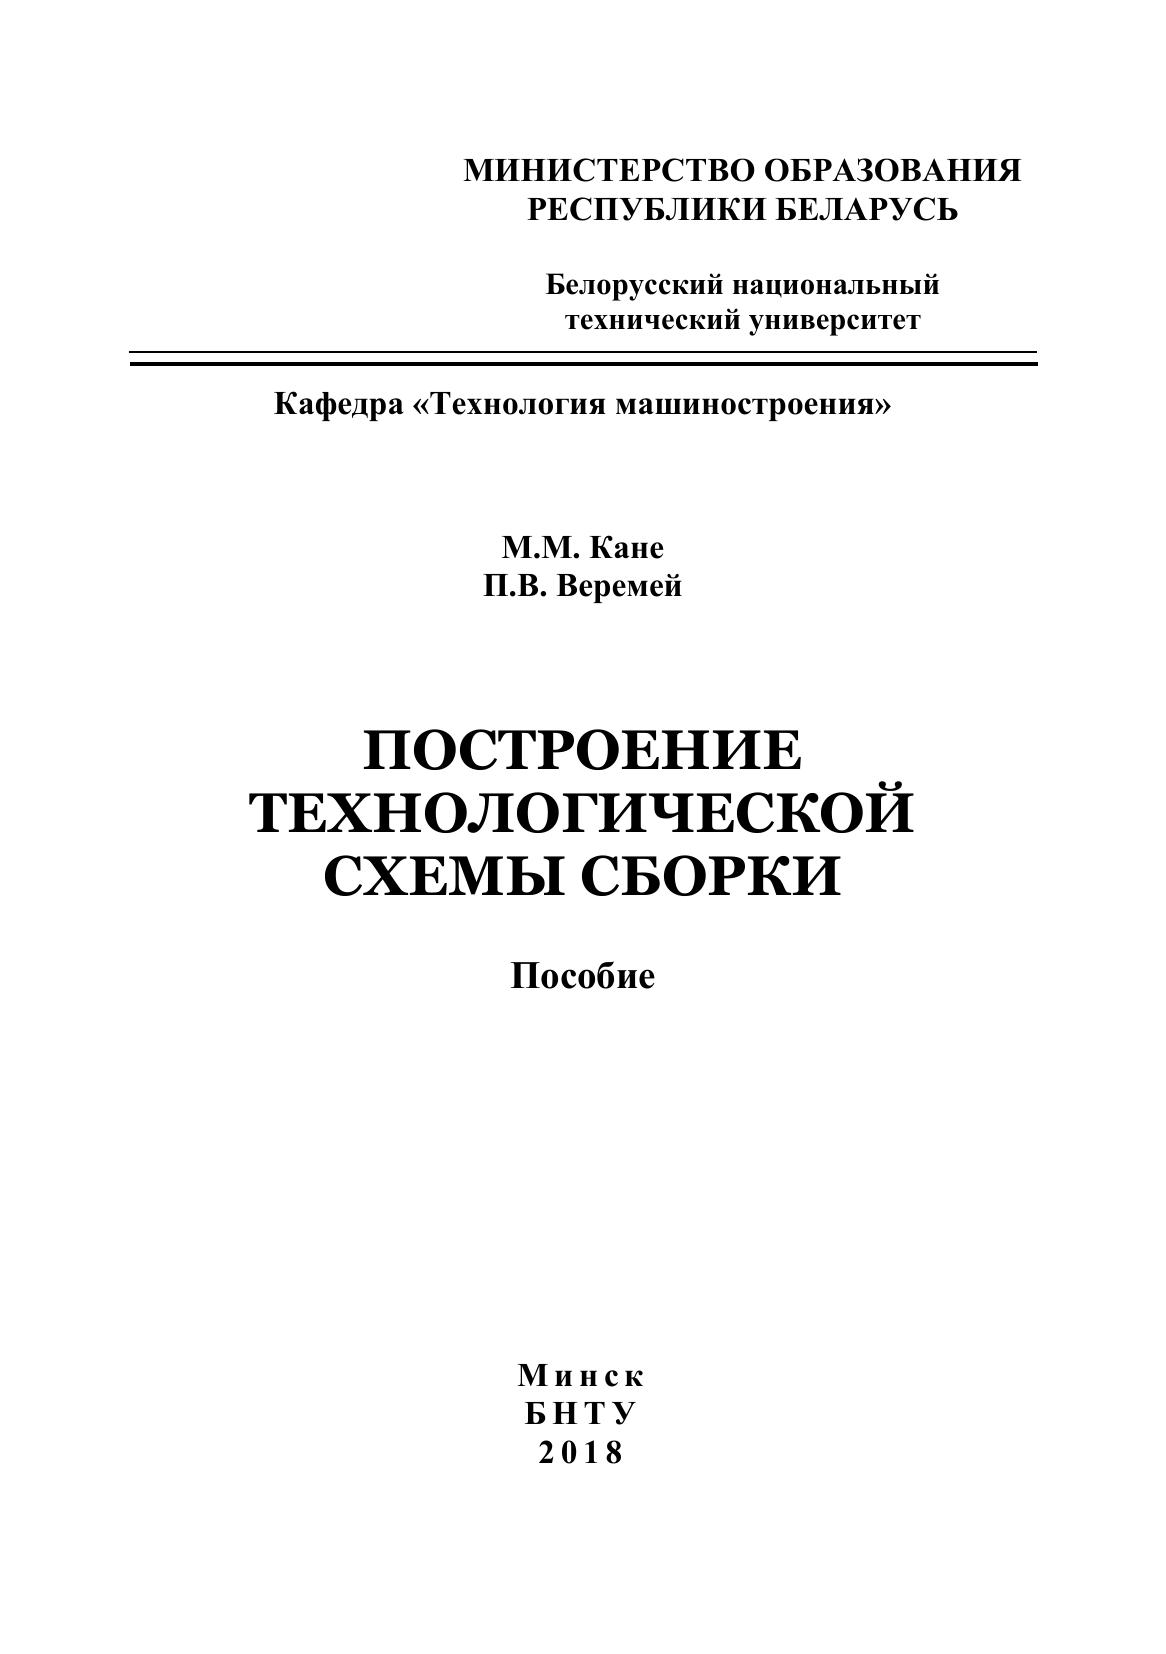 МИНИСТЕРСТВО ОБРАЗОВАНИЯ
РЕСПУБЛИКИ БЕЛАРУСЬ
Белорусский национальный
технический университет
Кафедра «Технология машиностроения»
М.М. Кане
П.В. Веремей
ПОСТРОЕНИЕ
ТЕХНОЛОГИЧЕСКОЙ
СХЕМЫ СБОРКИ
Пособие
Минск
БНТУ
2018